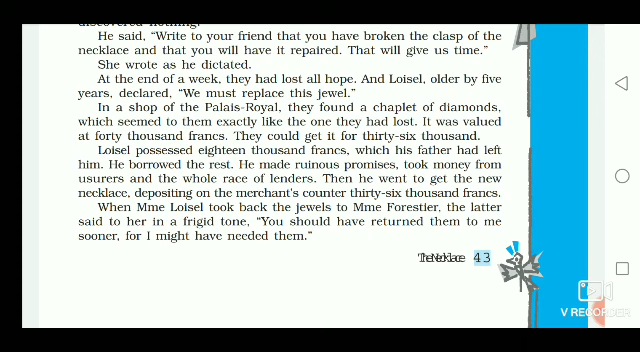 discovered nothing.
He said, “Write to your friend that you have broken the clasp of the
necklace and that you will have it repaired. That will give us time.”
She wrote as he dictated.
At the end of a week, they had lost all hope. And Loisel, older by five
years, declared, “We must replace this jewel.”
In a shop of the Palais-Royal, they found a chaplet of diamonds,
which seemed to them exactly like the one they had lost. It was valued
at forty thousand francs. They could get it for thirty-six thousand.
Loisel possessed eighteen thousand francs, which his father had left
him. He borrowed the rest. He made ruinous promises, took money from
usurers and the whole race of lenders. Then he went to get the new
necklace, depositing on the merchant's counter thirty-six thousand francs.
When Mme Loisel took back the jewels to Mme Forestier, the latter
said to her in a frigid tone, “You should have returned them to me
sooner, for I might have needed them.”
The Necklace 43
V RECORDER